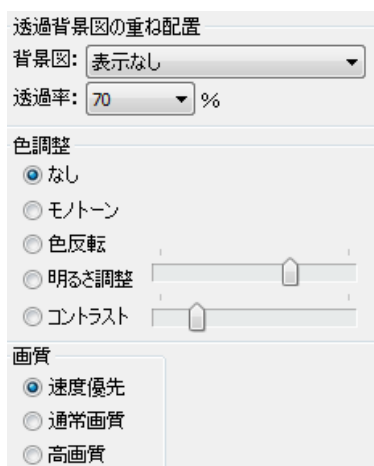 透過背景図の重ね配置
背景図: 表示なし
透過率: 70 %
色調整
なし
モノトーン
色反転
明るさ調整
コントラスト
画質
速度優先
通常画質
高画質